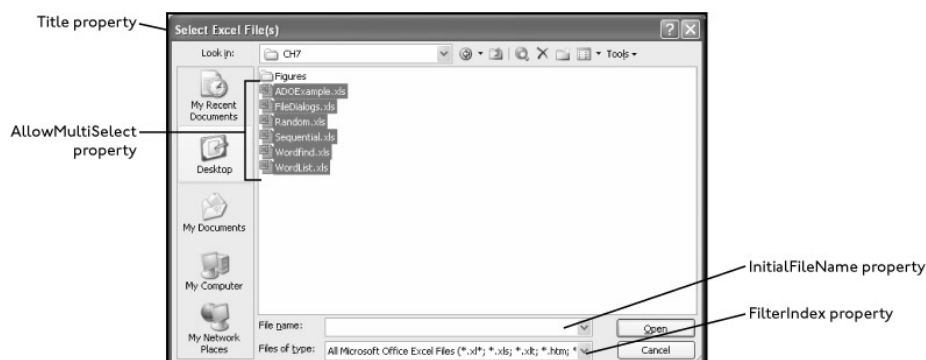 Title property
Select Excel File(s)
Look in:
CH7
Tools
My Recent
Documents
Desktop
My Documents
My Computer
My Network
Places
Figures
ADOExample.xls
FileDialogs.xls
Random.xls
Sequential.xls
Wordfind.xls
WordList.xls
AllowMultiSelect
property
InitialFileName property
FilterIndex property
File name:
Open
Files of type:
All Microsoft Office Excel Files (*.xl*; *.xls; *.xlt; *.htm; *
Cancel